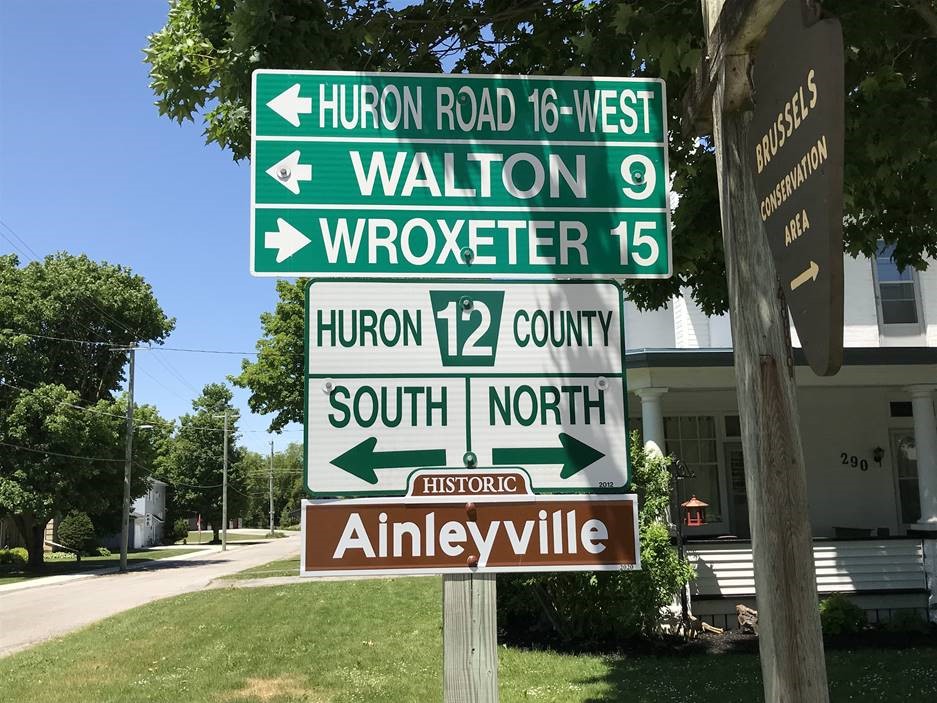 HURON ROAD 16-WEST
WALTON 9
WROXETER 15
HURON 12 COUNTY
SOUTH NORTH
2012
HISTORIC
Ainleyville
2020
BRUSSELS
CONSERVATION
AREA
290